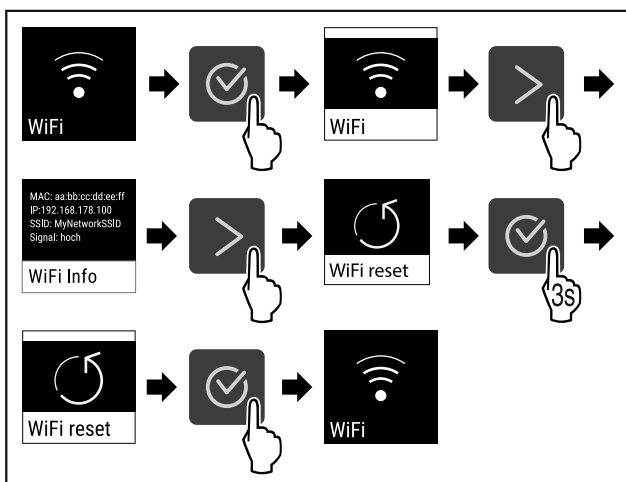 WiFi
WiFi
MAC: aa:bb:cc:dd:ee:ff
IP:192.168.178.100
SSID: MyNetworkSSID
Signal: hoch
WiFi Info
WiFi reset
3s
WiFi reset
WiFi